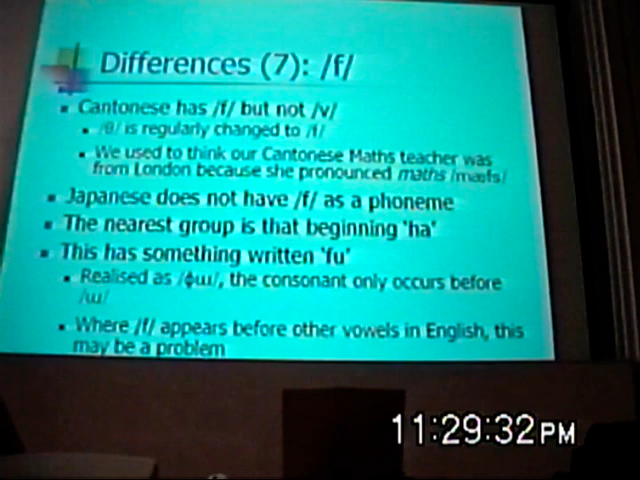 Differences (7): /f/
Cantonese has /f/ but not /v/
/θ/ is regularly changed to /f/
We used to think our Cantonese Maths teacher was
from London because she pronounced maths /mæfs/
Japanese does not have /f/ as a phoneme
The nearest group is that beginning 'ha'
This has something written 'fu'
Realised as /ɸɯ/, the consonant only occurs before
/ɯ/
Where /f/ appears before other vowels in English, this
may be a problem
11:29:32PM